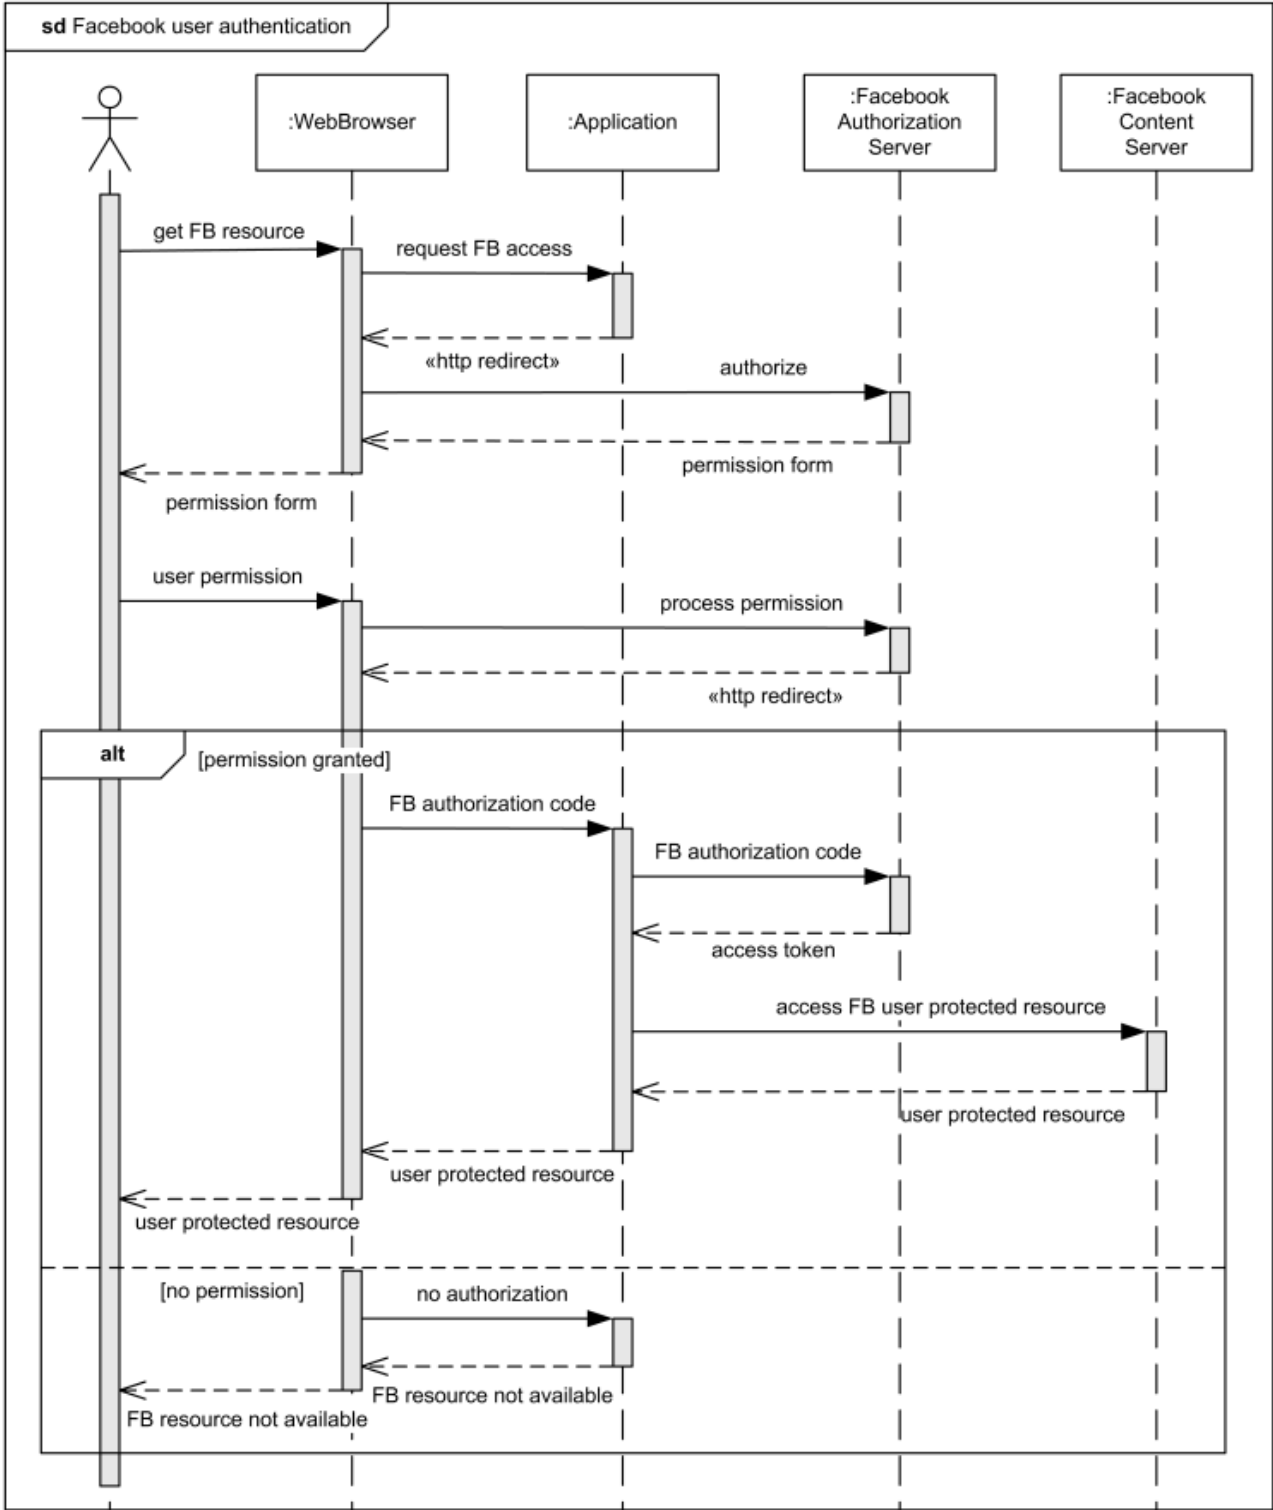 sd Facebook user authentication
:WebBrowser
:Application
:Facebook
Authorization
Server
:Facebook
Content
Server
get FB resource
request FB access
«http redirect»
authorize
permission form
permission form
user permission
process permission
«http redirect»
alt
[permission granted]
FB authorization code
FB authorization code
access token
access FB user protected resource
user protected resource
user protected resource
user protected resource
[no permission]
no authorization
FB resource not available
FB resource not available